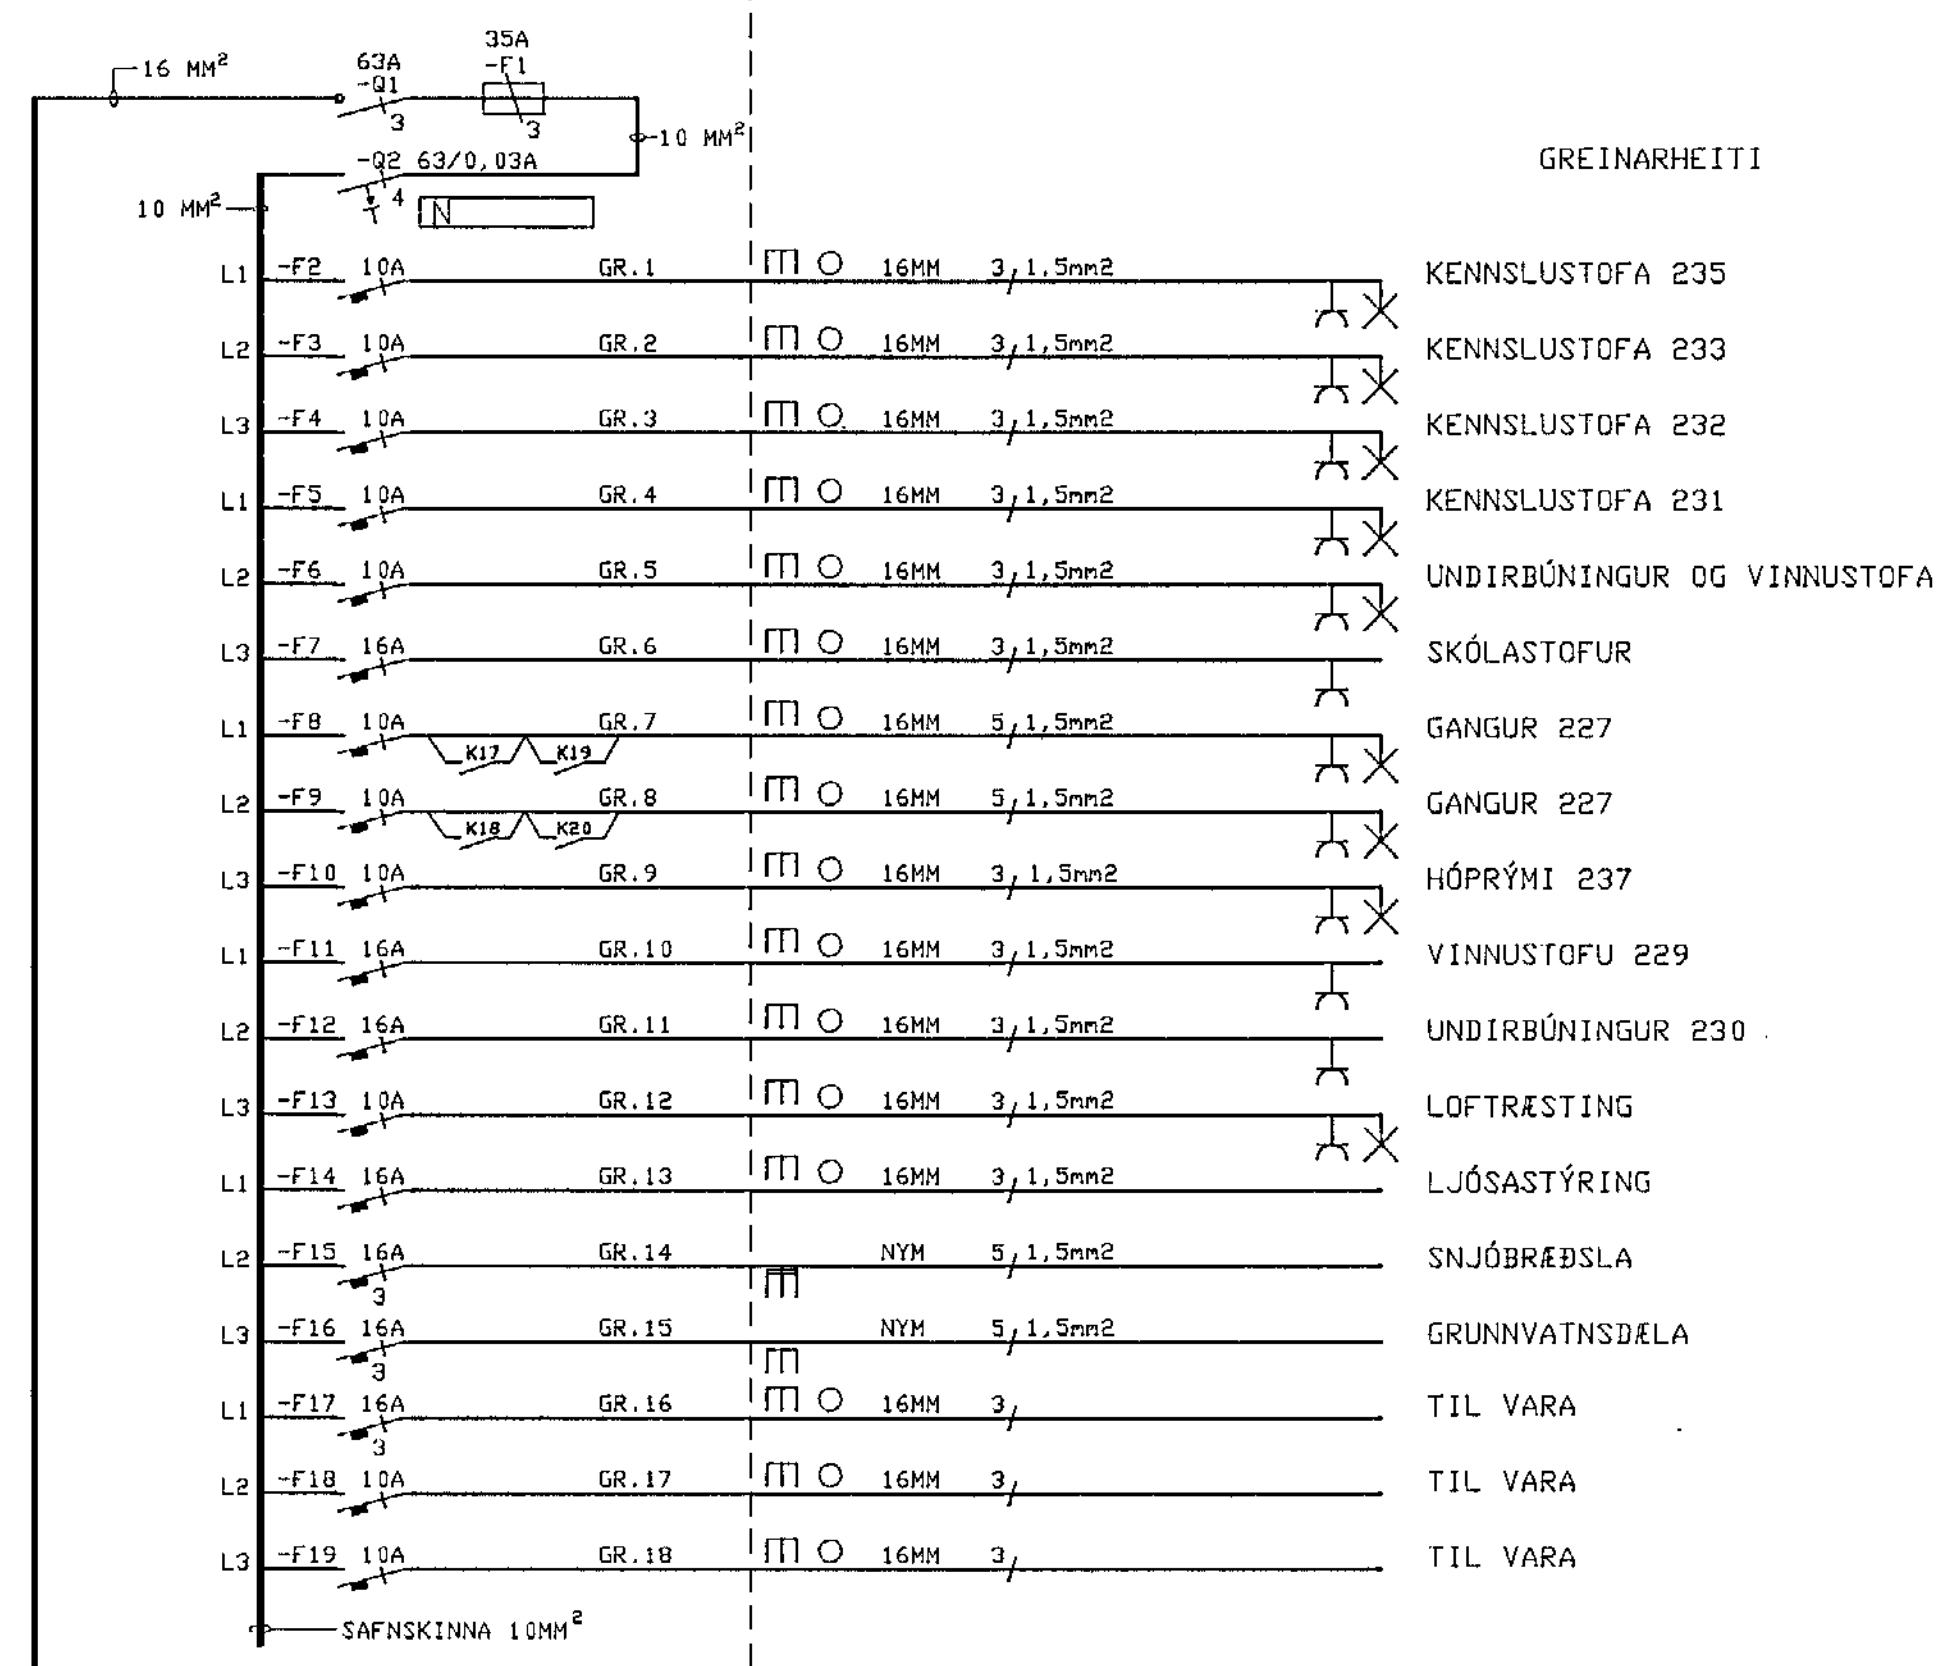 35A
-F1
3
63A
-Q1
3
16 MM²
10 MM²
-Q2 63/0,03A
4
N
10 MM²
GREINARHEITI
L1 -F2 10A GR.1 16MM 3 1,5mm2 KENNSLUSTOFA 235
L2 -F3 10A GR.2 16MM 3 1,5mm2 KENNSLUSTOFA 233
L3 -F4 10A GR.3 16MM 3 1,5mm2 KENNSLUSTOFA 232
L1 -F5 10A GR.4 16MM 3 1,5mm2 KENNSLUSTOFA 231
L2 -F6 10A GR.5 16MM 3 1,5mm2 UNDIRBÚNINGUR OG VINNUSTOFA
L3 -F7 16A GR.6 16MM 3 1,5mm2 SKÓLASTOFUR
L1 -F8 10A GR.7 16MM 5 1,5mm2 GANGUR 227
K17 K19
L2 -F9 10A GR.8 16MM 5 1,5mm2 GANGUR 227
K18 K20
L3 -F10 10A GR.9 16MM 3 1,5mm2 HÓPRÝMI 237
L1 -F11 16A GR.10 16MM 3 1,5mm2 VINNUSTOFU 229
L2 -F12 16A GR.11 16MM 3 1,5mm2 UNDIRBÚNINGUR 230
L3 -F13 10A GR.12 16MM 3 1,5mm2 LOFTRÆSTING
L1 -F14 16A GR.13 16MM 3 1,5mm2 LJÓSASTÝRING
L2 -F15 16A GR.14 NYM 5 1,5mm2 SNJÓBRÆÐSLA
3
L3 -F16 16A GR.15 NYM 5 1,5mm2 GRUNNVATNSDÆLA
3
L1 -F17 16A GR.16 16MM 3 TIL VARA
3
L2 -F18 10A GR.17 16MM 3 TIL VARA
L3 -F19 10A GR.18 16MM 3 TIL VARA
SAFNSKINNA 10MM²